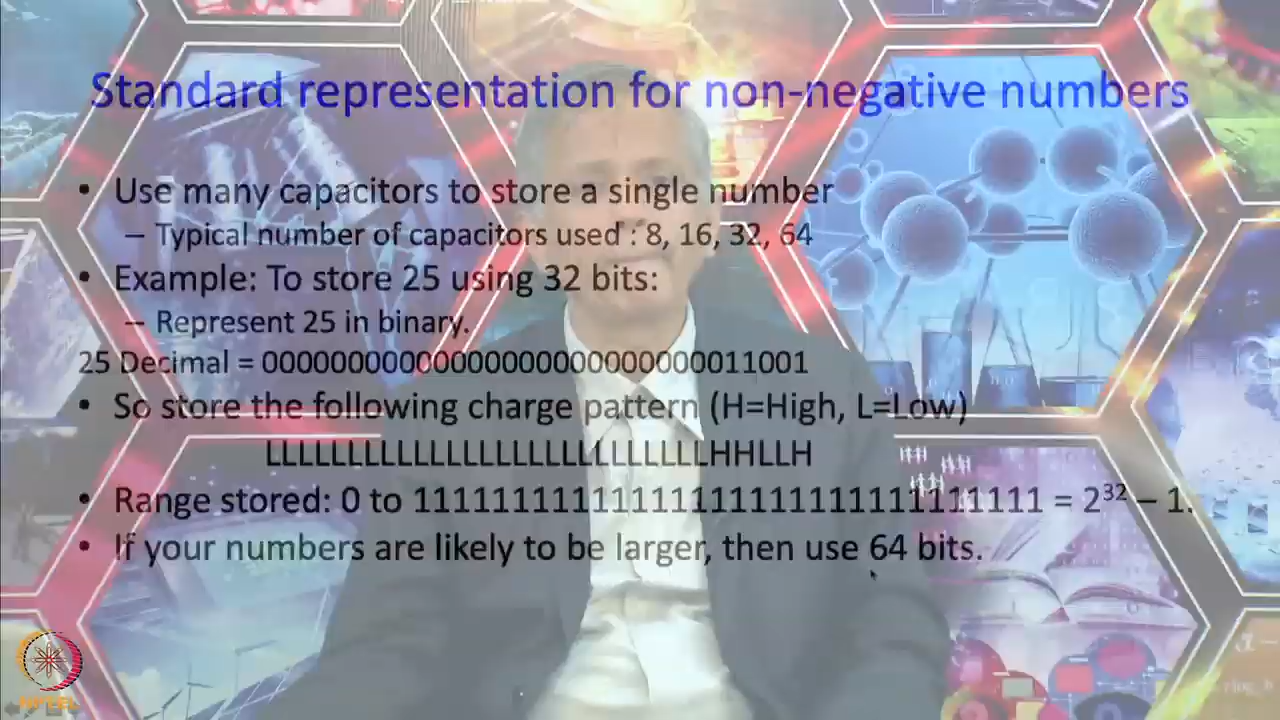 Standard representation for non-negative numbers
• Use many capacitors to store a single number
– Typical number of capacitors used : 8, 16, 32, 64
• Example: To store 25 using 32 bits:
– Represent 25 in binary.
25 Decimal = 00000000000000000000000000011001
• So store the following charge pattern (H=High, L=Low)
LLLLLLLLLLLLLLLLLLLLLLLLLLLHHLLH
• Range stored: 0 to 11111111111111111111111111111111 = 2³² – 1.
• If your numbers are likely to be larger, then use 64 bits.
NPTEL